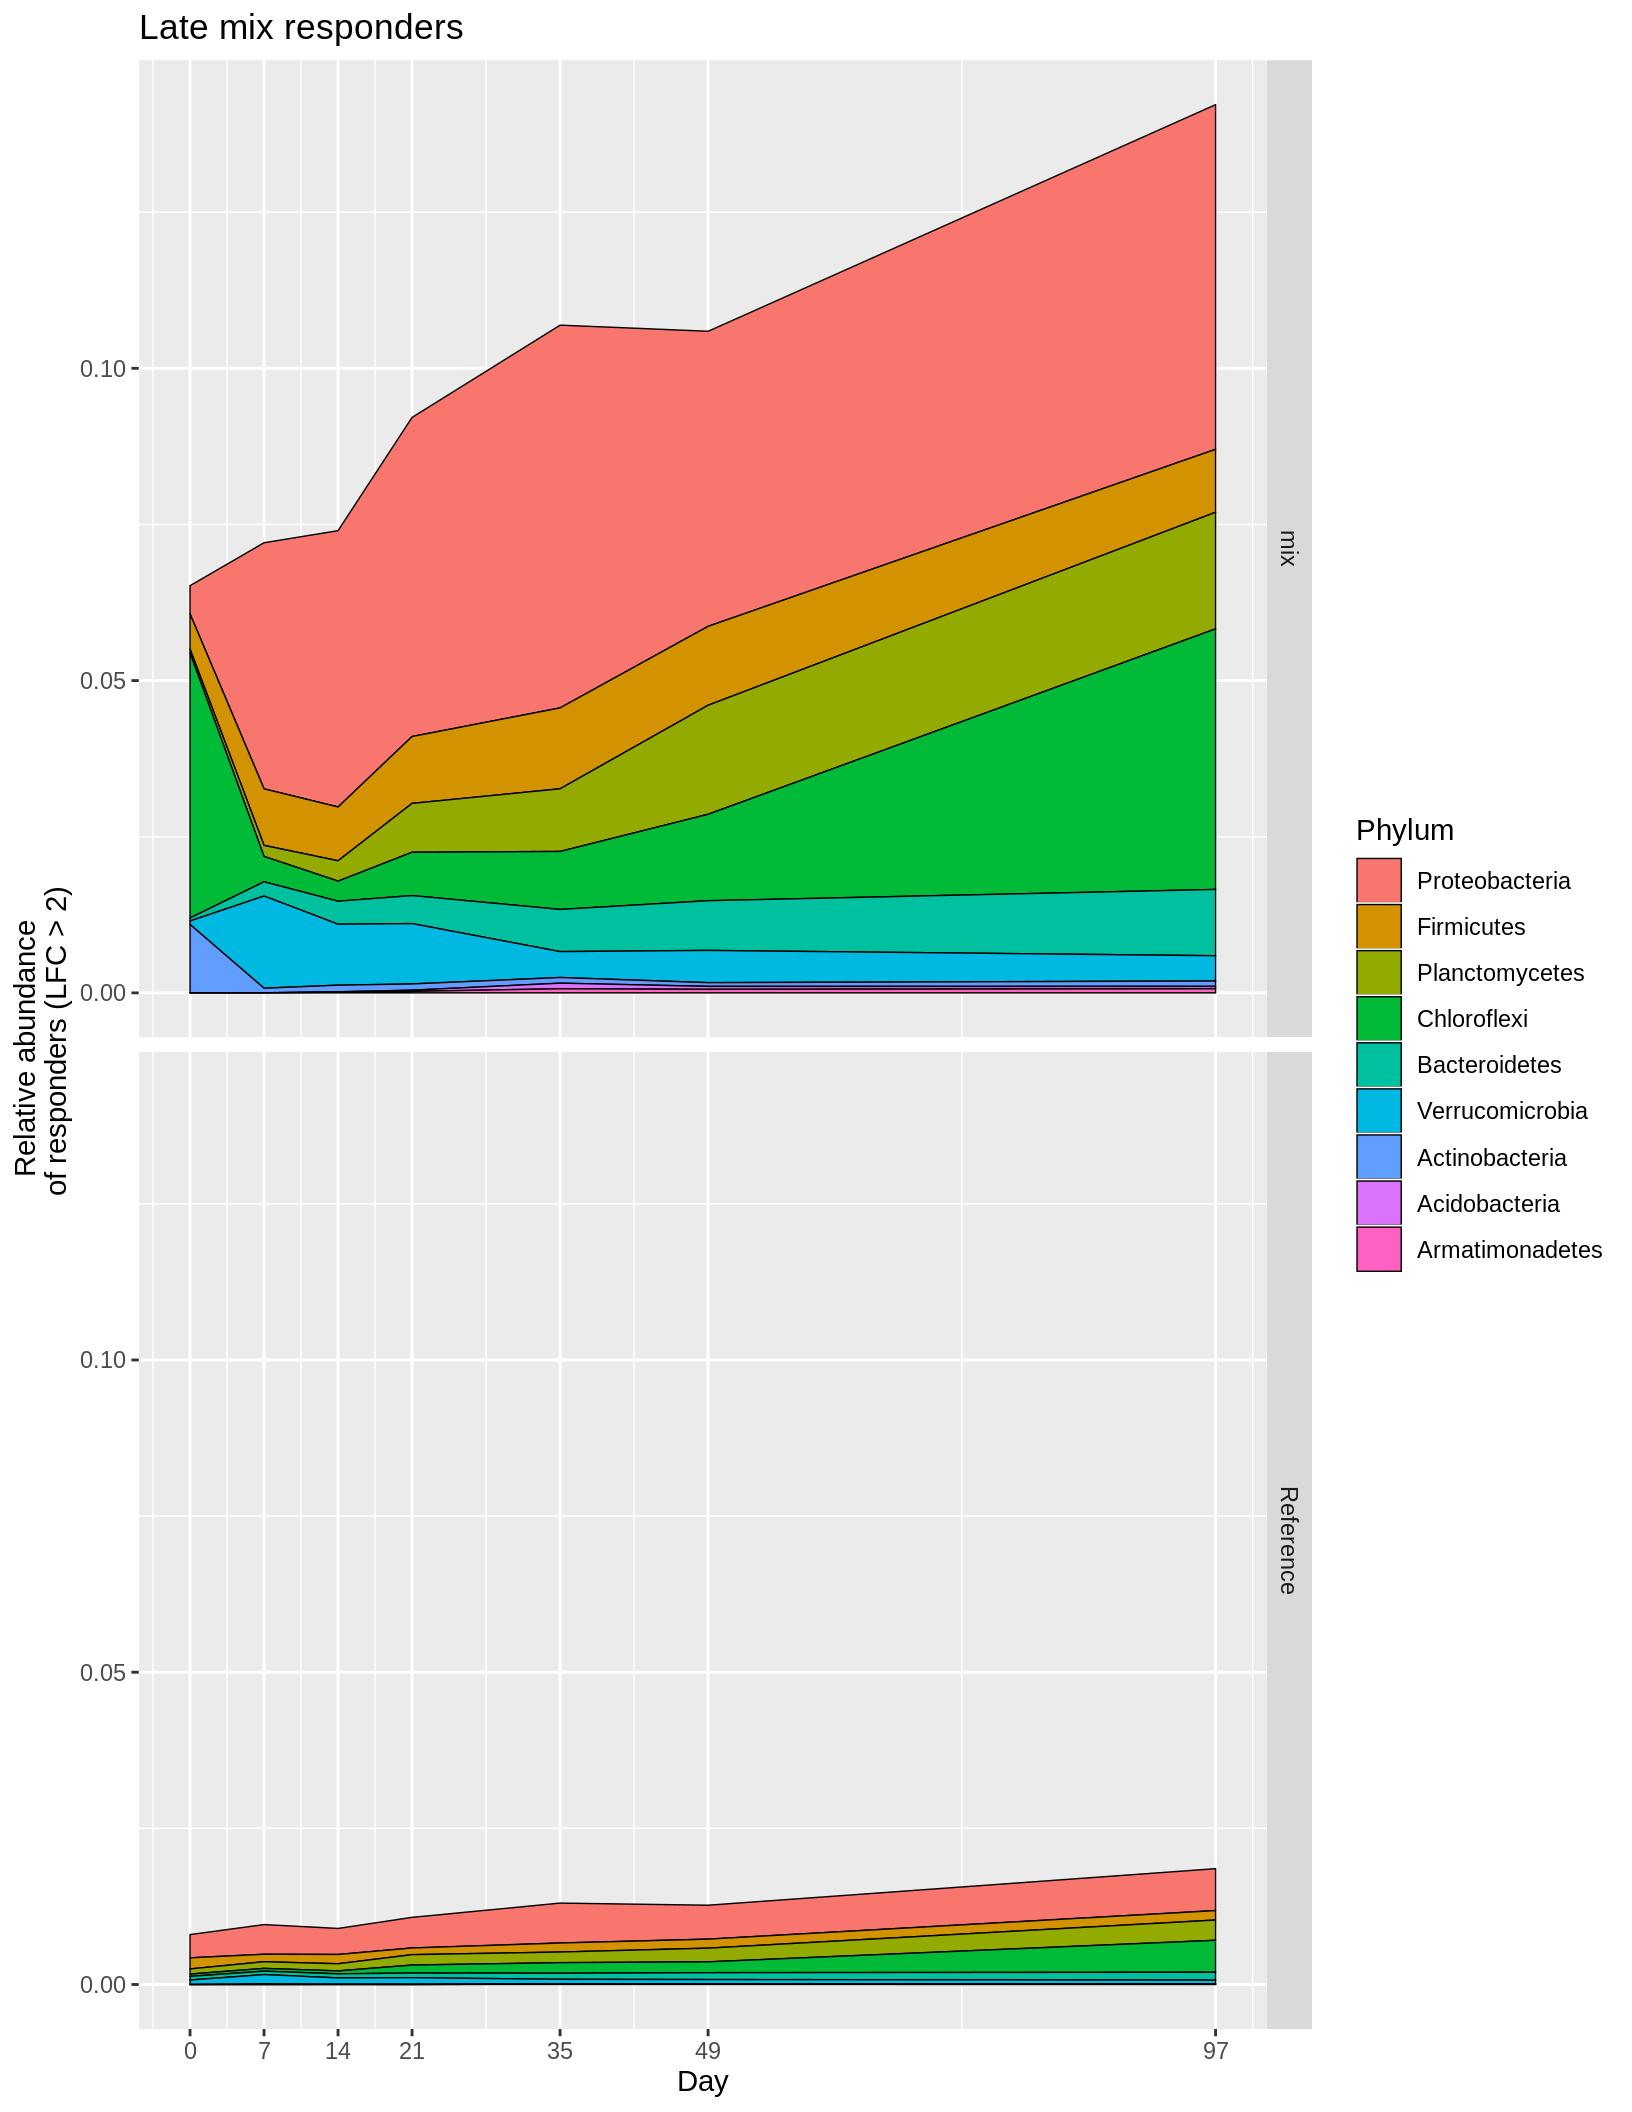 Late mix responders
Relative abundance
of responders (LFC > 2)
0.10
0.05
0.00
mix
0.10
0.05
0.00
Reference
0 7 14 21 35 49 97
Day
Phylum
Proteobacteria
Firmicutes
Planctomycetes
Chloroflexi
Bacteroidetes
Verrucomicrobia
Actinobacteria
Acidobacteria
Armatimonadetes